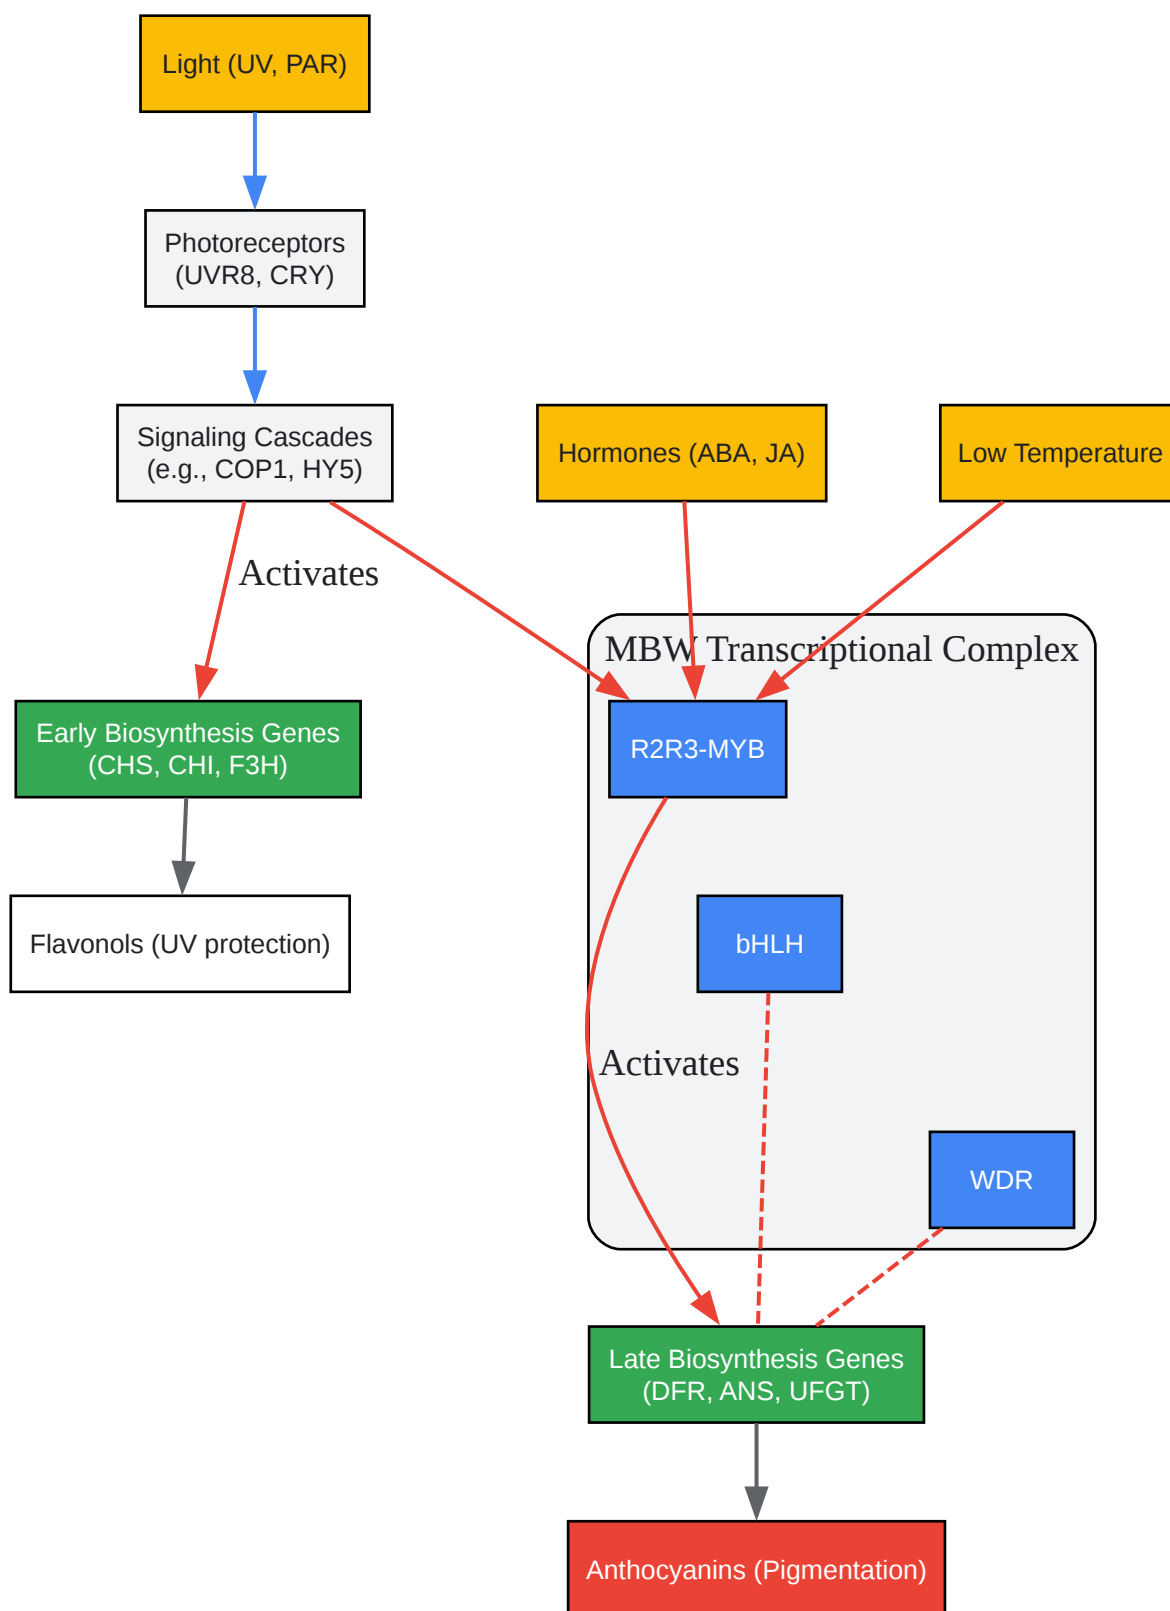 Light (UV, PAR)
Photoreceptors
(UVR8, CRY)
Signaling Cascades
(e.g., COP1, HY5)
Hormones (ABA, JA)
Low Temperature
Activates
MBW Transcriptional Complex
Early Biosynthesis Genes
(CHS, CHI, F3H)
R2R3-MYB
Flavonols (UV protection)
bHLH
Activates
WDR
Late Biosynthesis Genes
(DFR, ANS, UFGT)
Anthocyanins (Pigmentation)